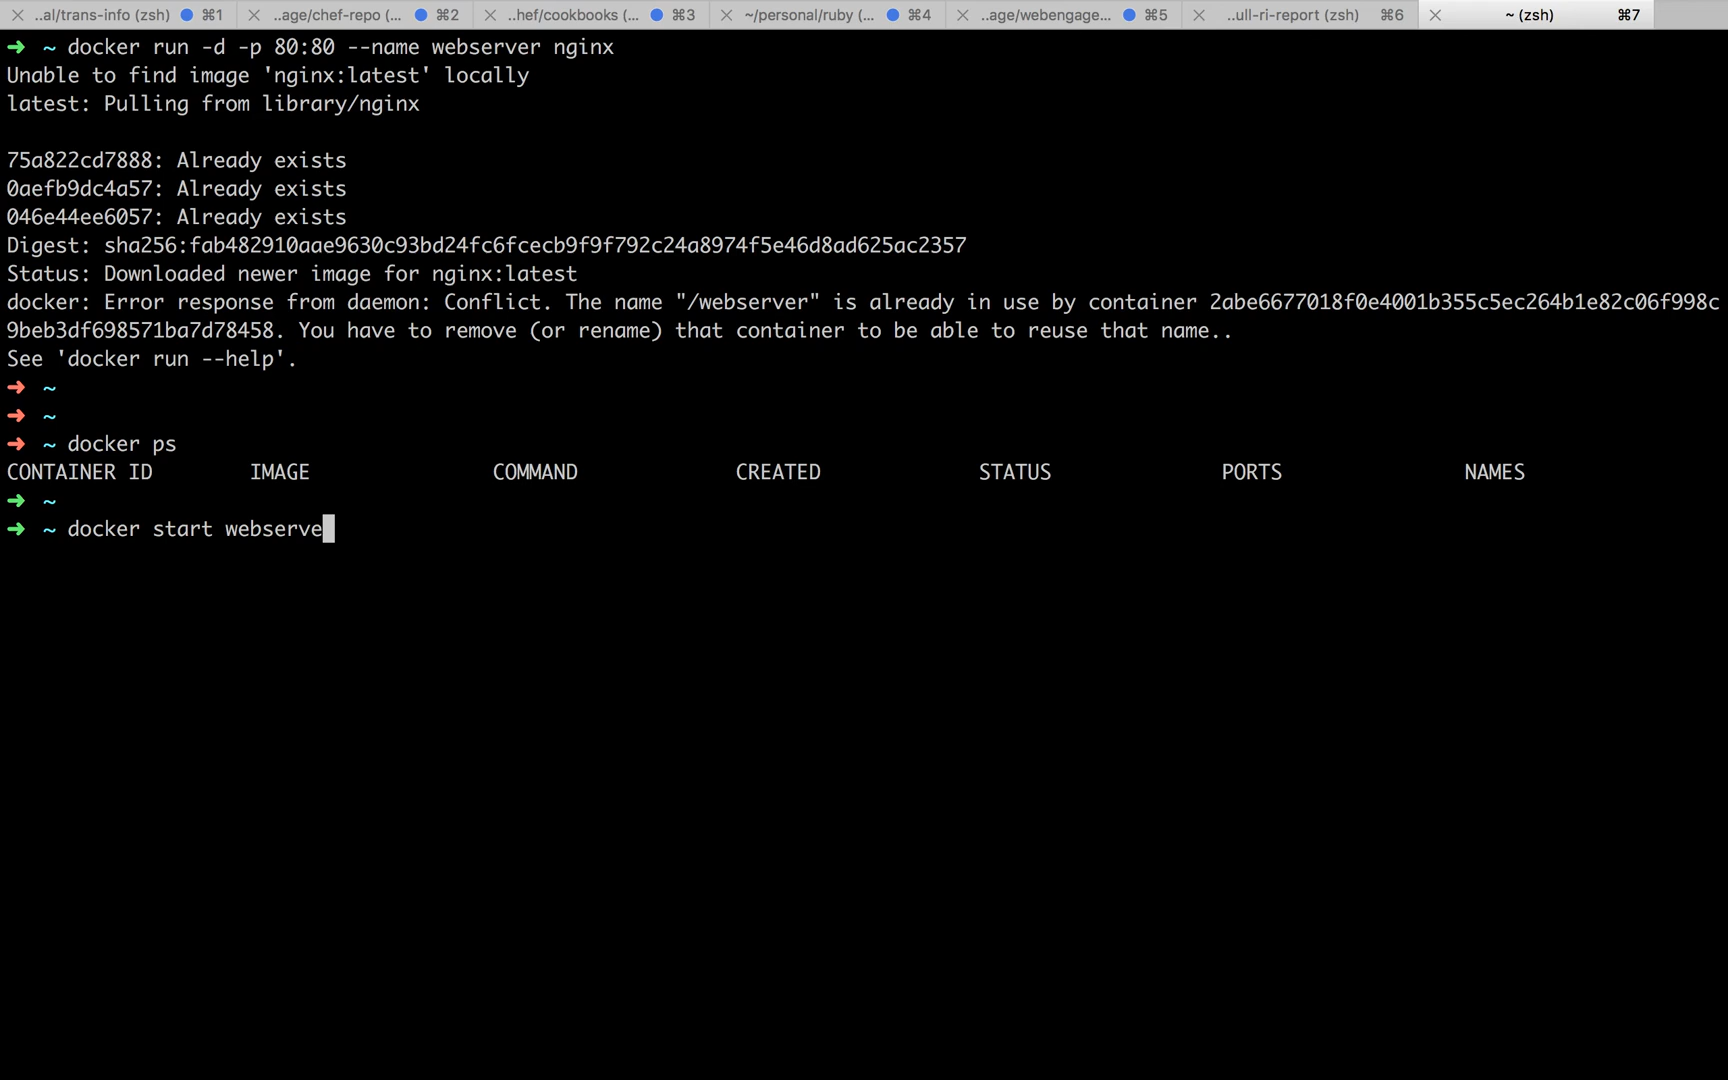 ..al/trans-info (zsh) ⌘1 ..age/chef-repo (... ⌘2 ..hef/cookbooks (... ⌘3 ~/personal/ruby (... ⌘4 ..age/webengage... ⌘5 ..ull-ri-report (zsh) ⌘6 ~ (zsh) ⌘7
➜ ~ docker run -d -p 80:80 --name webserver nginx
Unable to find image 'nginx:latest' locally
latest: Pulling from library/nginx
75a822cd7888: Already exists
0aefb9dc4a57: Already exists
046e44ee6057: Already exists
Digest: sha256:fab482910aae9630c93bd24fc6fcecb9f9f792c24a8974f5e46d8ad625ac2357
Status: Downloaded newer image for nginx:latest
docker: Error response from daemon: Conflict. The name "/webserver" is already in use by container 2abe6677018f0e4001b355c5ec264b1e82c06f998c
9beb3df698571ba7d78458. You have to remove (or rename) that container to be able to reuse that name..
See 'docker run --help'.
➜ ~
➜ ~
➜ ~ docker ps
CONTAINER ID IMAGE COMMAND CREATED STATUS PORTS NAMES
➜ ~
➜ ~ docker start webserve